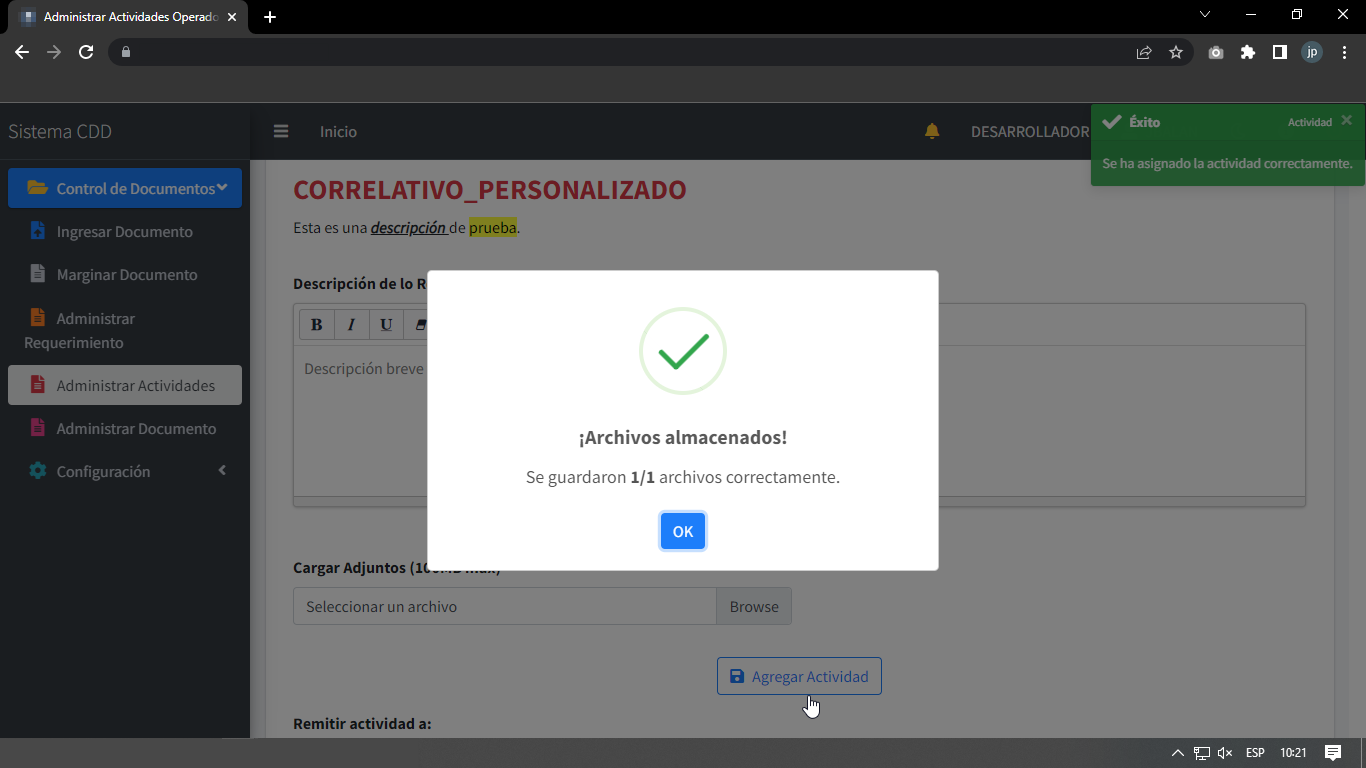 Administrar Actividades Operado
jp
Sistema CDD
Inicio
DESARROLLADOR
Éxito
Actividad
Se ha asignado la actividad correctamente.
Control de Documentos
Ingresar Documento
Marginar Documento
Administrar
Requerimiento
Administrar Actividades
Administrar Documento
Configuración
CORRELATIVO_PERSONALIZADO
Esta es una descripción de prueba.
Descripción de lo R
B I U
Descripción breve
¡Archivos almacenados!
Se guardaron 1/1 archivos correctamente.
OK
Cargar Adjuntos
Seleccionar un archivo
Browse
Agregar Actividad
Remitir actividad a:
ESP
10:21